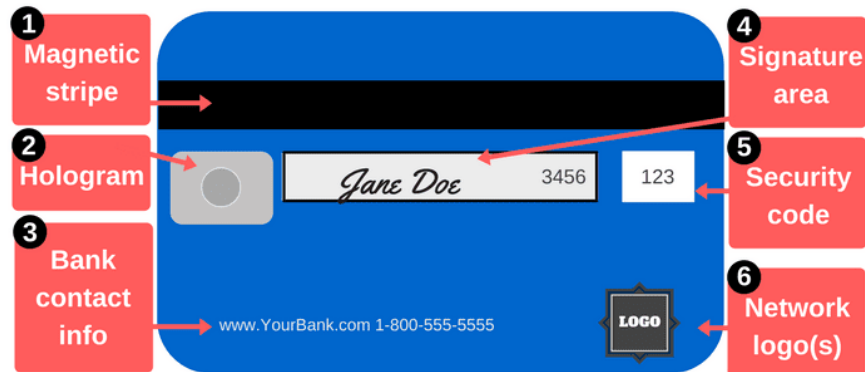 1
Magnetic
stripe
2
Hologram
3
Bank
contact
info
4
Signature
area
5
Security
code
6
Network
logo(s)
Jane Doe 3456 123
www.YourBank.com 1-800-555-5555
LOGO